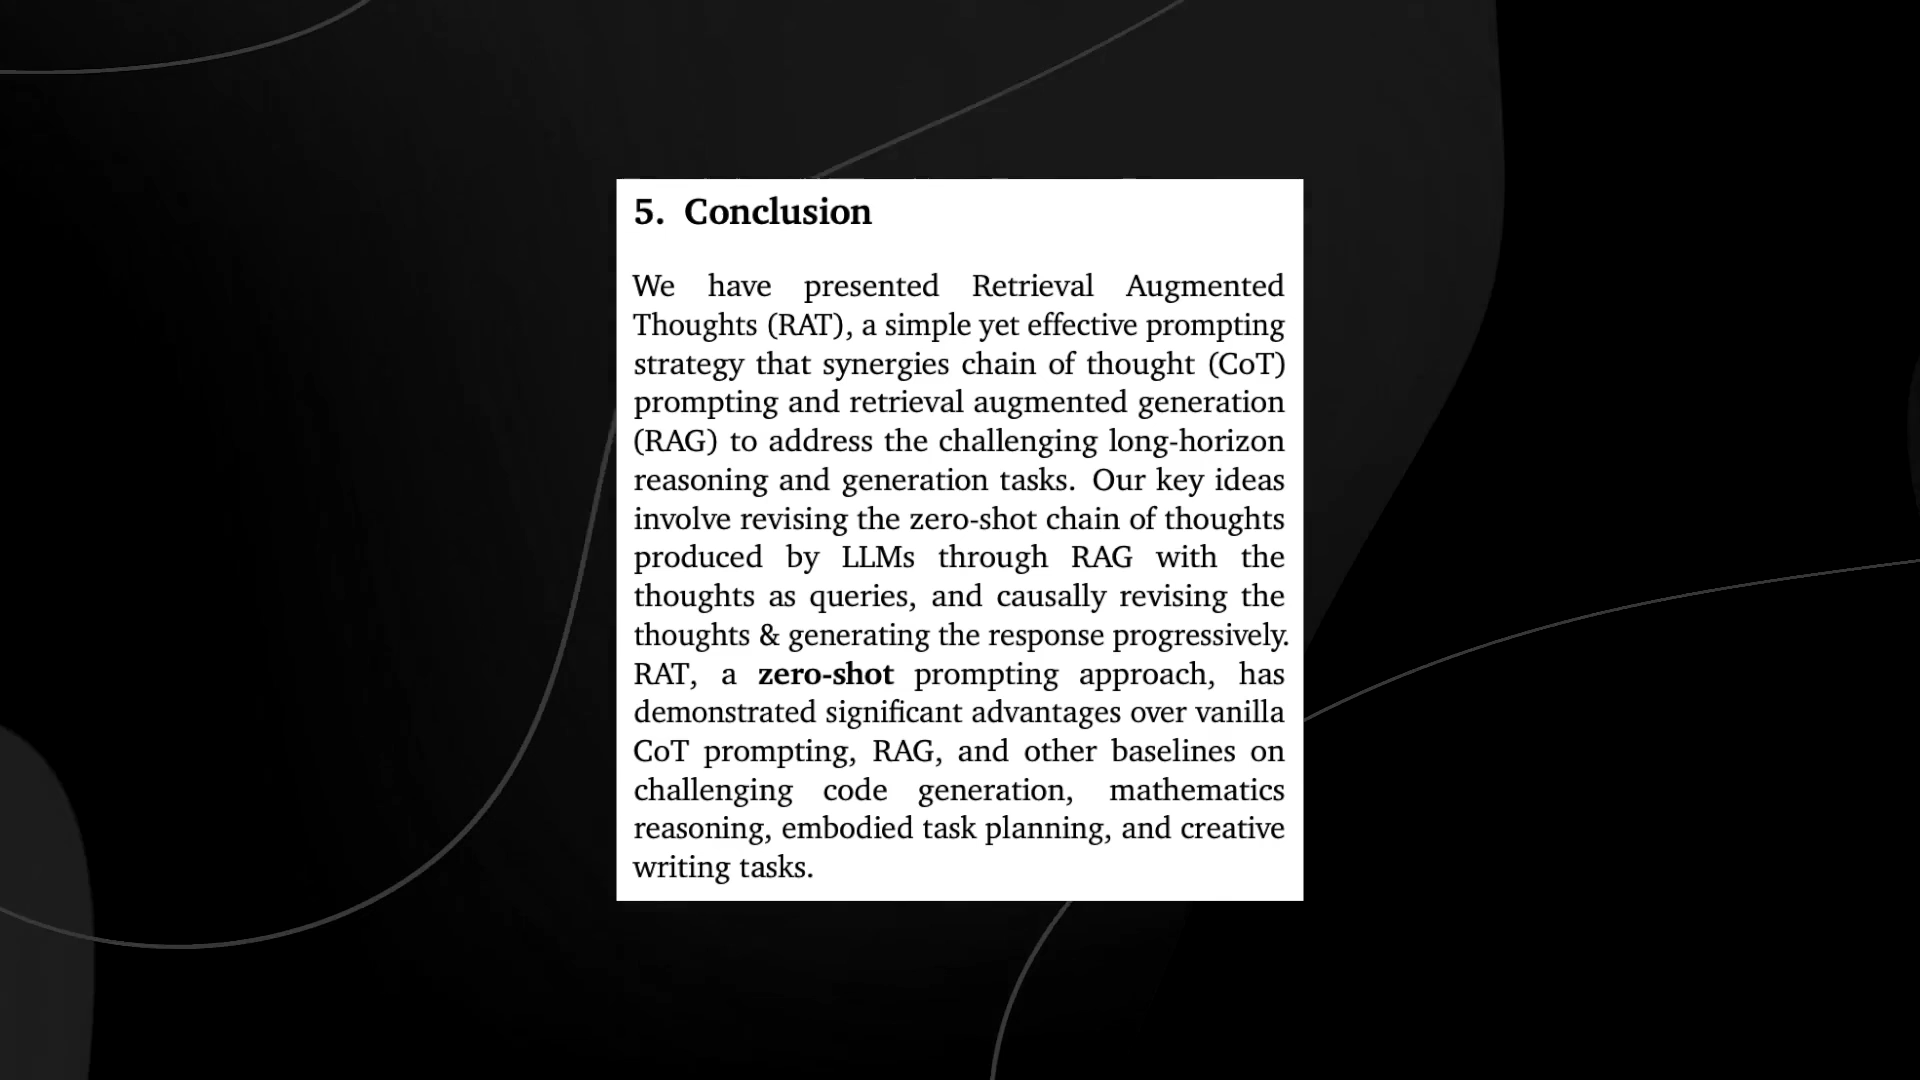 5. Conclusion
We have presented Retrieval Augmented
Thoughts (RAT), a simple yet effective prompting
strategy that synergies chain of thought (CoT)
prompting and retrieval augmented generation
(RAG) to address the challenging long-horizon
reasoning and generation tasks. Our key ideas
involve revising the zero-shot chain of thoughts
produced by LLMs through RAG with the
thoughts as queries, and causally revising the
thoughts & generating the response progressively.
RAT, a zero-shot prompting approach, has
demonstrated significant advantages over vanilla
CoT prompting, RAG, and other baselines on
challenging code generation, mathematics
reasoning, embodied task planning, and creative
writing tasks.